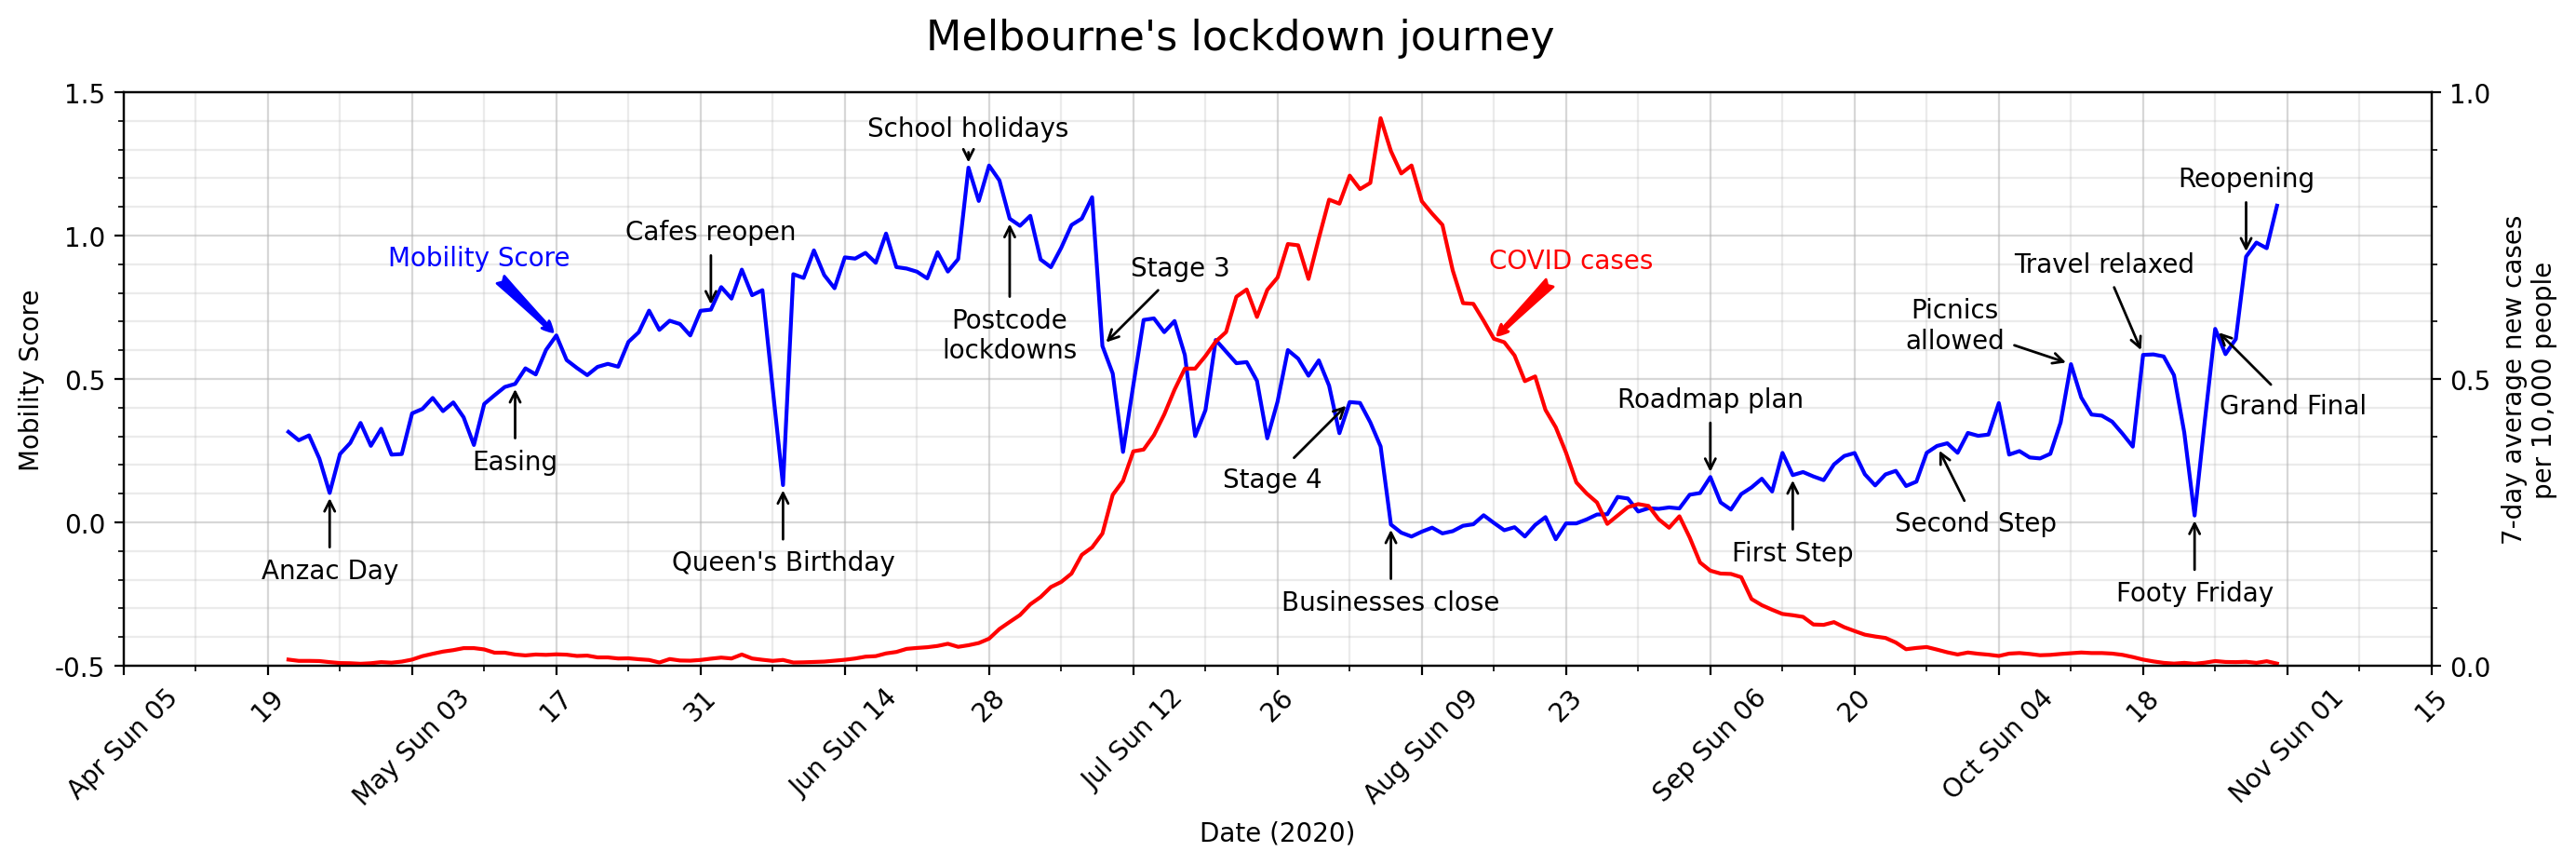 Melbourne's lockdown journey
1.5
1.0
0.5
0.0
-0.5
Mobility Score
1.0
0.5
0.0
7-day average new cases
per 10,000 people
School holidays
Reopening
Cafes reopen
Mobility Score
Stage 3
COVID cases
Travel relaxed
Picnics
allowed
Postcode
lockdowns
Roadmap plan
Grand Final
Easing
Stage 4
Second Step
First Step
Queen's Birthday
Anzac Day
Businesses close
Footy Friday
Apr Sun 05
19
May Sun 03
17
31
Jun Sun 14
28
Jul Sun 12
26
Aug Sun 09
23
Sep Sun 06
20
Oct Sun 04
18
Nov Sun 01
15
Date (2020)